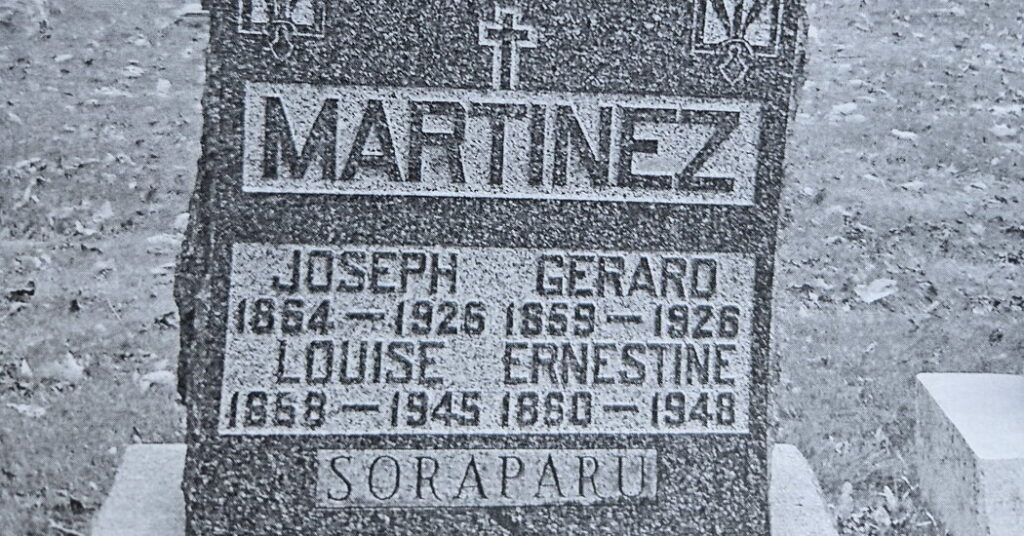 MARTINEZ
JOSEPH GERARD
1864 — 1926 1859 — 1926
LOUISE ERNESTINE
1858 — 1945 1860 — 1948
SORAPARU